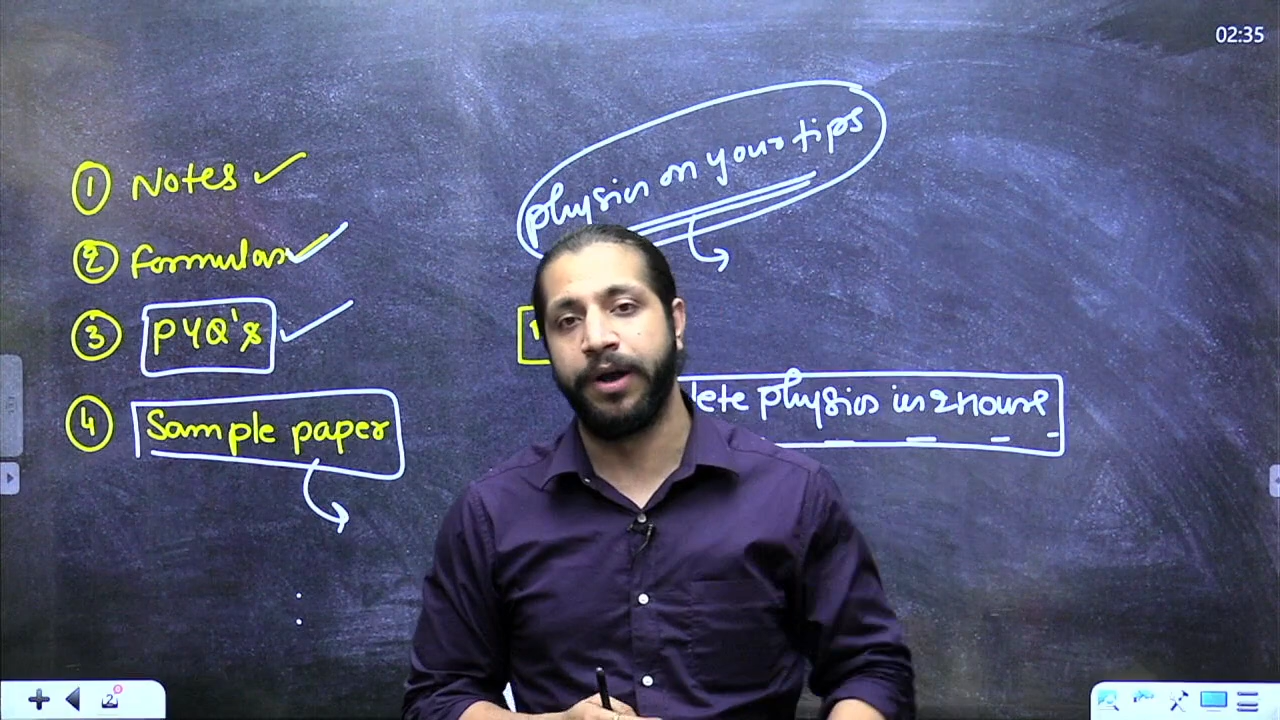 02:35
physics on your tips
1 Notes
2 formulas
3 PYQ's
4 Sample paper
lete physics in 2 Hours
2